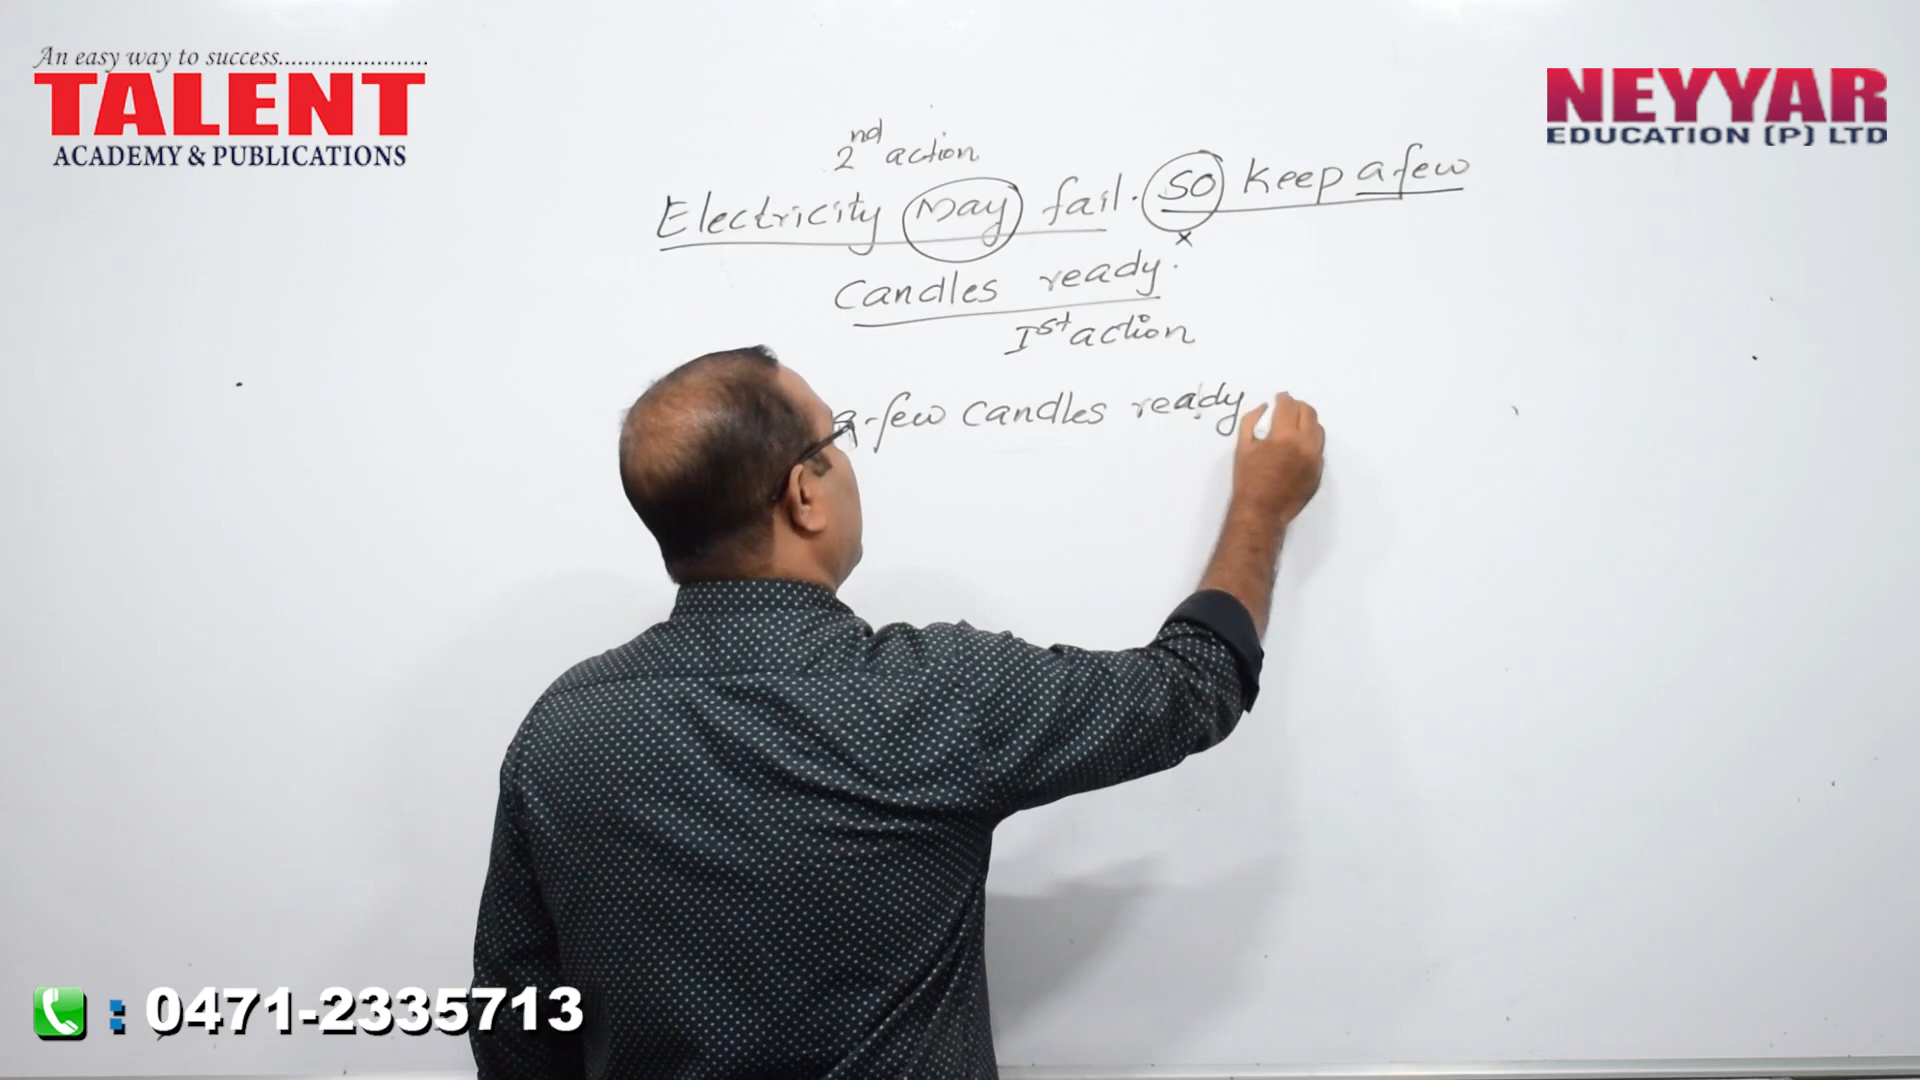 An easy way to success.......................
TALENT
ACADEMY & PUBLICATIONS
NEYYAR
EDUCATION (P) LTD
2nd action
Electricity May fail. SO Keep a few
x
Candles ready.
Ist action
a few Candles ready
: 0471-2335713